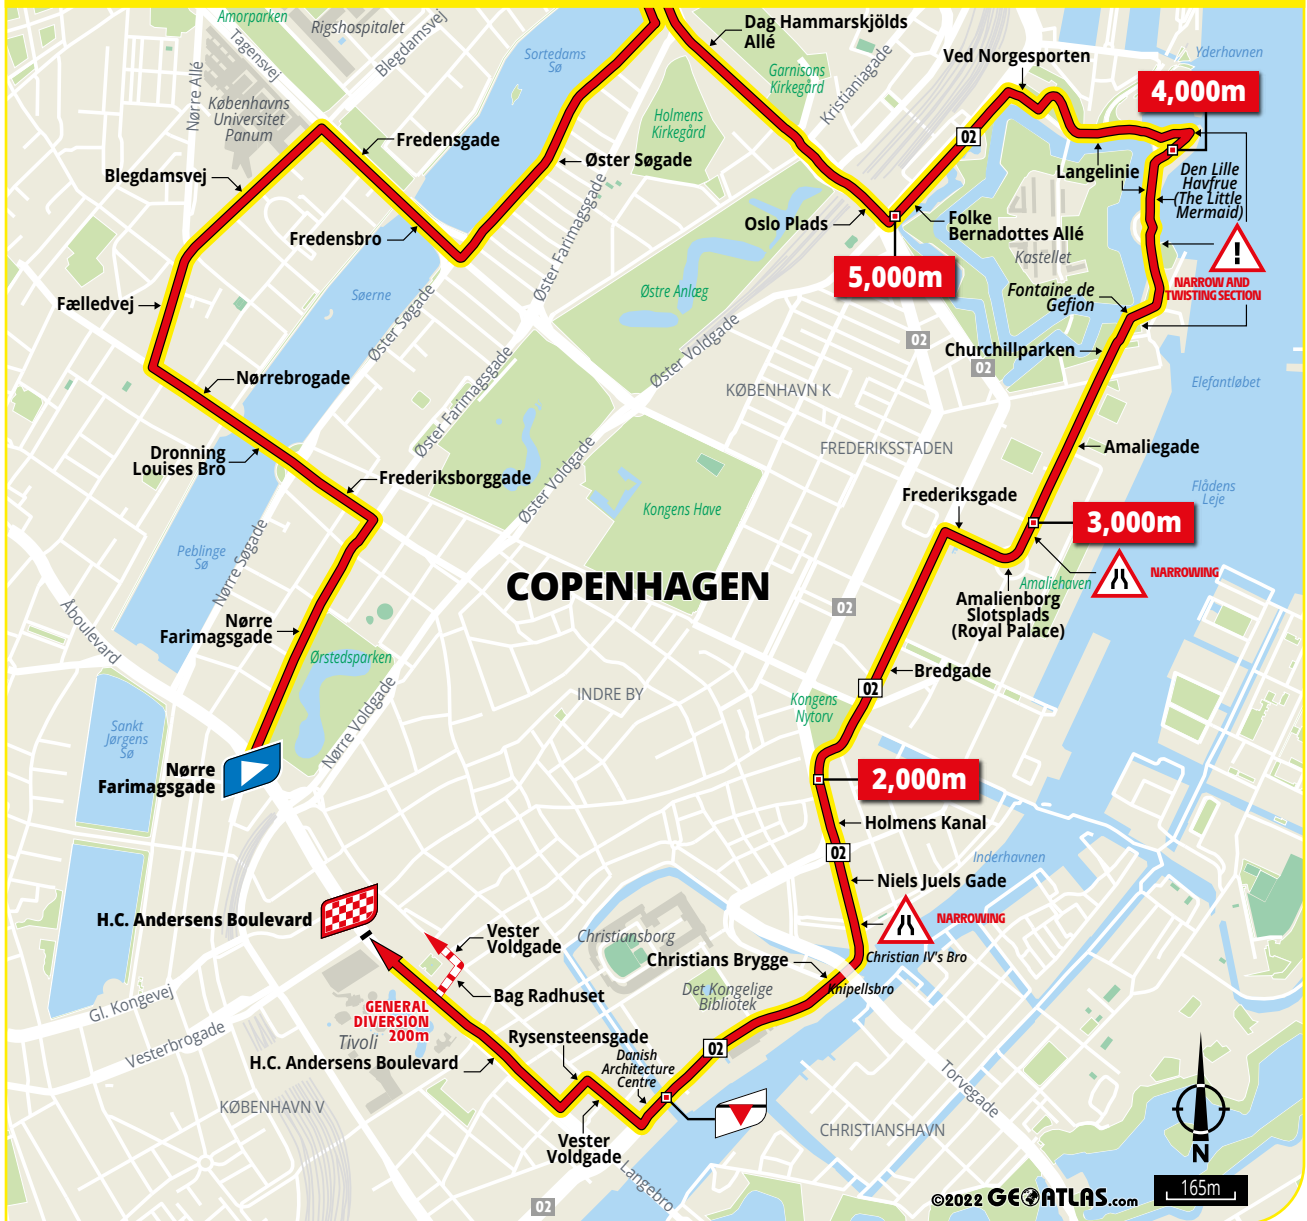 Amorparken
Tagensvej
Rigshospitalet
Blegdamsvej
Nørre Allé
Københavns
Universitet
Panum
Sortedams
Sø
Dag Hammarskjölds
Allé
Garnisons
Kirkegård
Kristianiagade
Ved Norgesporten
Yderhavnen
4,000m
Holmens
Kirkegård
02
Fredensgade
Øster Søgade
Blegdamsvej
Langelinie
Den Lille
Havfrue
(The Little
Mermaid)
Fredensbro
Øster Farimagsgade
Oslo Plads
Folke
Bernadottes Allé
Kastellet
5,000m
!
NARROW AND
TWISTING SECTION
Fælledvej
Søerne
Øster Søgade
Østre Anlæg
Øster Voldgade
Fontaine de
Gefion
02
Churchillparken
02
Nørrebrogade
KØBENHAVN K
Elefantløbet
Øster Farimagsgade
Dronning
Louises Bro
FREDERIKSSTADEN
Amaliegade
Frederiksborggade
Øster Voldgade
Frederiksgade
Flådens
Leje
Kongens Have
3,000m
Peblinge
Sø
Nørre Søgade
COPENHAGEN
Amaliehaven
NARROWING
02
Amalienborg
Slotsplads
(Royal Palace)
Åboulevard
Nørre
Farimagsgade
Ørstedsparken
Bredgade
02
INDRE BY
Kongens
Nytorv
Nørre Voldgade
Sankt
Jørgens
Sø
Nørre
Farimagsgade
2,000m
Holmens Kanal
02
Inderhavnen
Niels Juels Gade
H.C. Andersens Boulevard
NARROWING
Vester
Voldgade
Christiansborg
Christians Brygge
Christian IV's Bro
Knipellsbro
Det Kongelige
Bibliotek
Bag Radhuset
Gl. Kongevej
GENERAL
DIVERSION
200m
Vesterbrogade
Tivoli
Rysensteensgade
02
H.C. Andersens Boulevard
Danish
Architecture
Centre
Torvegade
KØBENHAVN V
CHRISTIANSHAVN
Vester
Voldgade
Langebro
N
02
©2022 GEOATLAS.com
165m